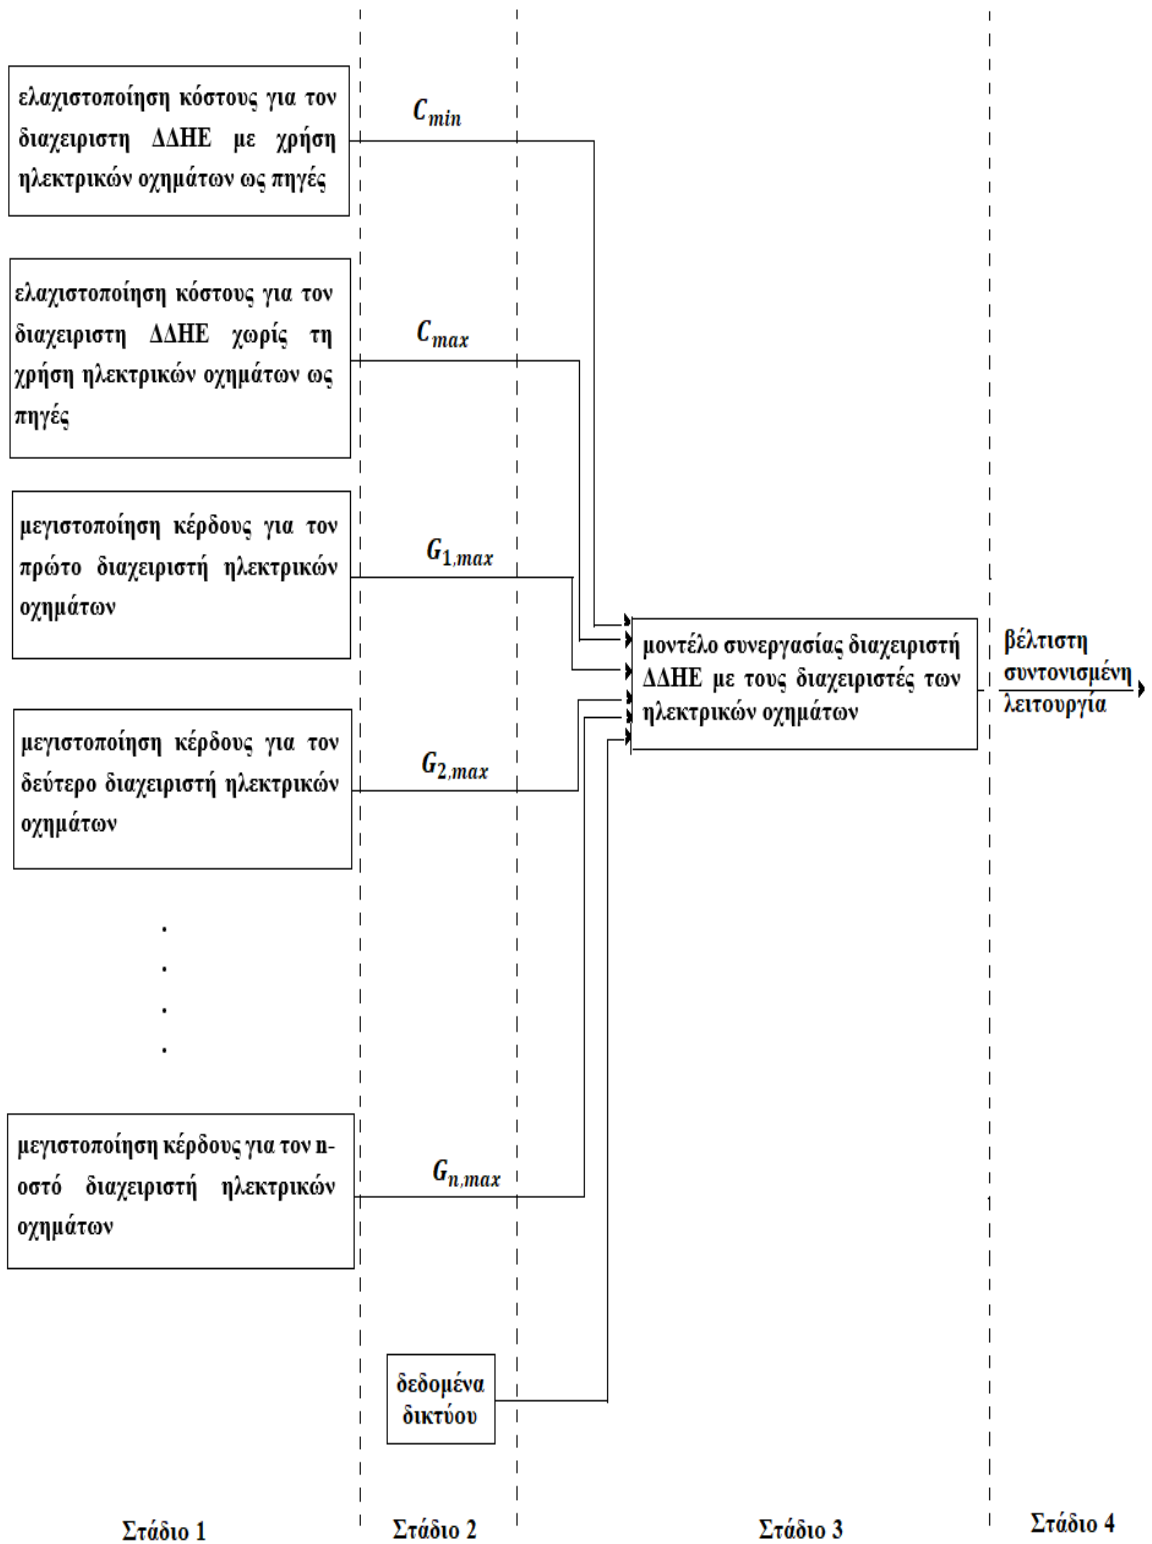 ελαχιστοποίηση κόστους για τον
διαχειριστη ΔΔΗΕ με χρήση
ηλεκτρικών οχημάτων ως πηγές
C_min
ελαχιστοποίηση κόστους για τον
διαχειριστη ΔΔΗΕ χωρίς τη
χρήση ηλεκτρικών οχημάτων ως
πηγές
C_max
μεγιστοποίηση κέρδους για τον
πρώτο διαχειριστή ηλεκτρικών
οχημάτων
G_1,max
μοντέλο συνεργασίας διαχειριστή
ΔΔΗΕ με τους διαχειριστές των
ηλεκτρικών οχημάτων
βέλτιστη
συντονισμένη
λειτουργία
μεγιστοποίηση κέρδους για τον
δεύτερο διαχειριστή ηλεκτρικών
οχημάτων
G_2,max
.
.
.
.
μεγιστοποίηση κέρδους για τον n-
οστό διαχειριστή ηλεκτρικών
οχημάτων
G_n,max
δεδομένα
δικτύου
Στάδιο 1
Στάδιο 2
Στάδιο 3
Στάδιο 4